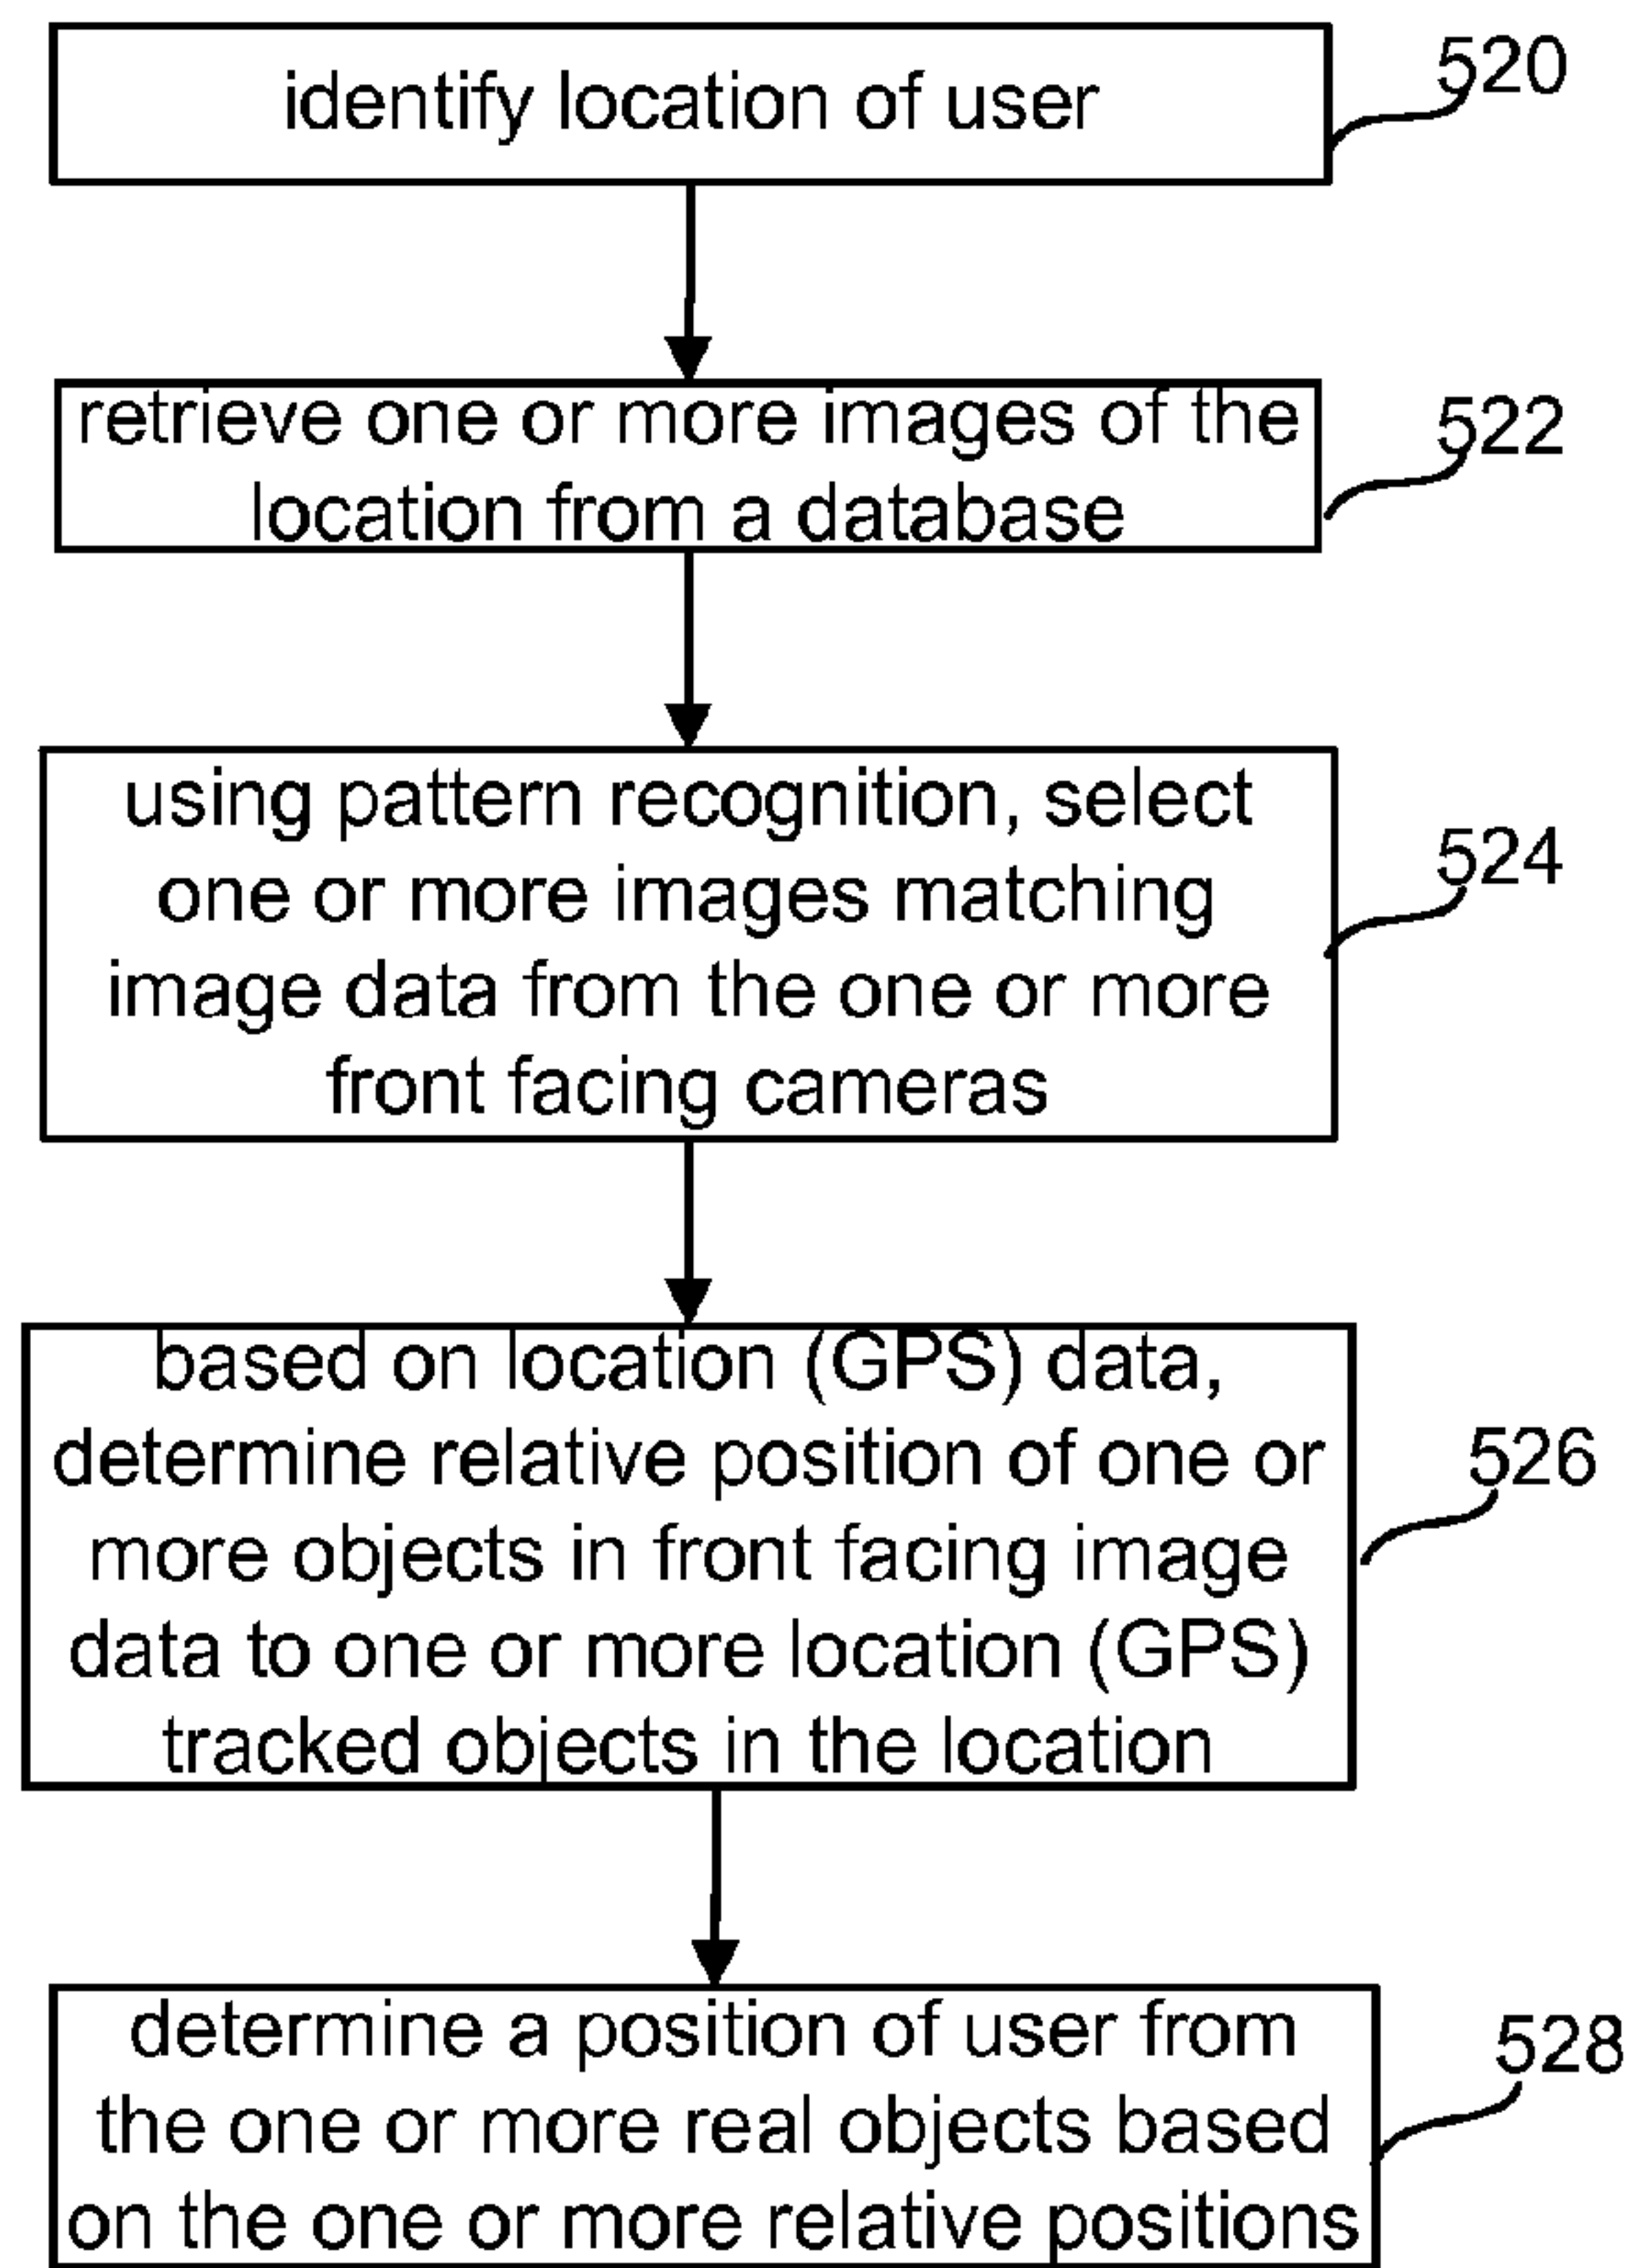 identify location of user
520
retrieve one or more images of the
location from a database
522
using pattern recognition, select
one or more images matching
image data from the one or more
front facing cameras
524
based on location (GPS) data,
determine relative position of one or
more objects in front facing image
data to one or more location (GPS)
tracked objects in the location
526
determine a position of user from
the one or more real objects based
on the one or more relative positions
528